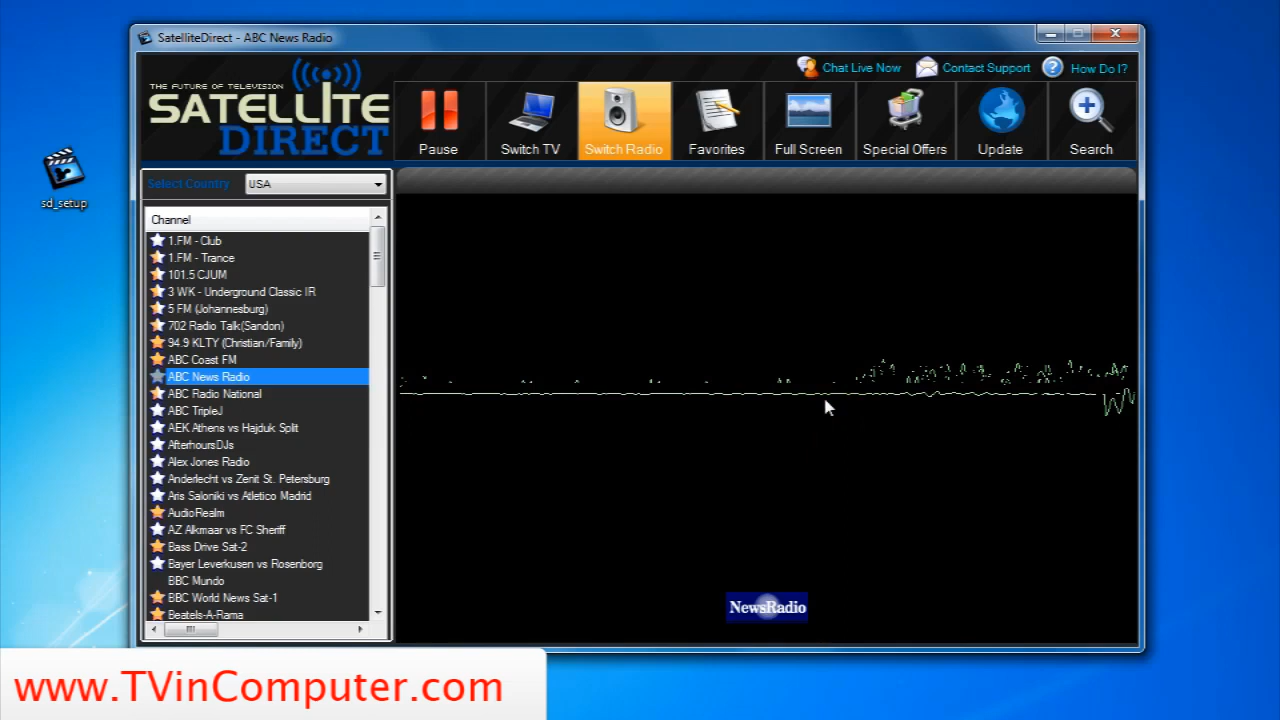 SatelliteDirect - ABC News Radio
Chat Live Now
Contact Support
How Do I?
THE FUTURE OF TELEVISION
SATELLITE
DIRECT
Pause
Switch TV
Switch Radio
Favorites
Full Screen
Special Offers
Update
Search
sd_setup
Select Country
USA
Channel
1.FM - Club
1.FM - Trance
101.5 CJUM
3 WK - Underground Classic IR
5 FM (Johannesburg)
702 Radio Talk(Sandon)
94.9 KLTY (Christian/Family)
ABC Coast FM
ABC News Radio
ABC Radio National
ABC TripleJ
AEK Athens vs Hajduk Split
AfterhoursDJs
Alex Jones Radio
Anderlecht vs Zenit St. Petersburg
Aris Saloniki vs Atletico Madrid
AudioRealm
AZ Alkmaar vs FC Sheriff
Bass Drive Sat-2
Bayer Leverkusen vs Rosenborg
BBC Mundo
BBC World News Sat-1
Beatels-A-Rama
NewsRadio
www.TVinComputer.com